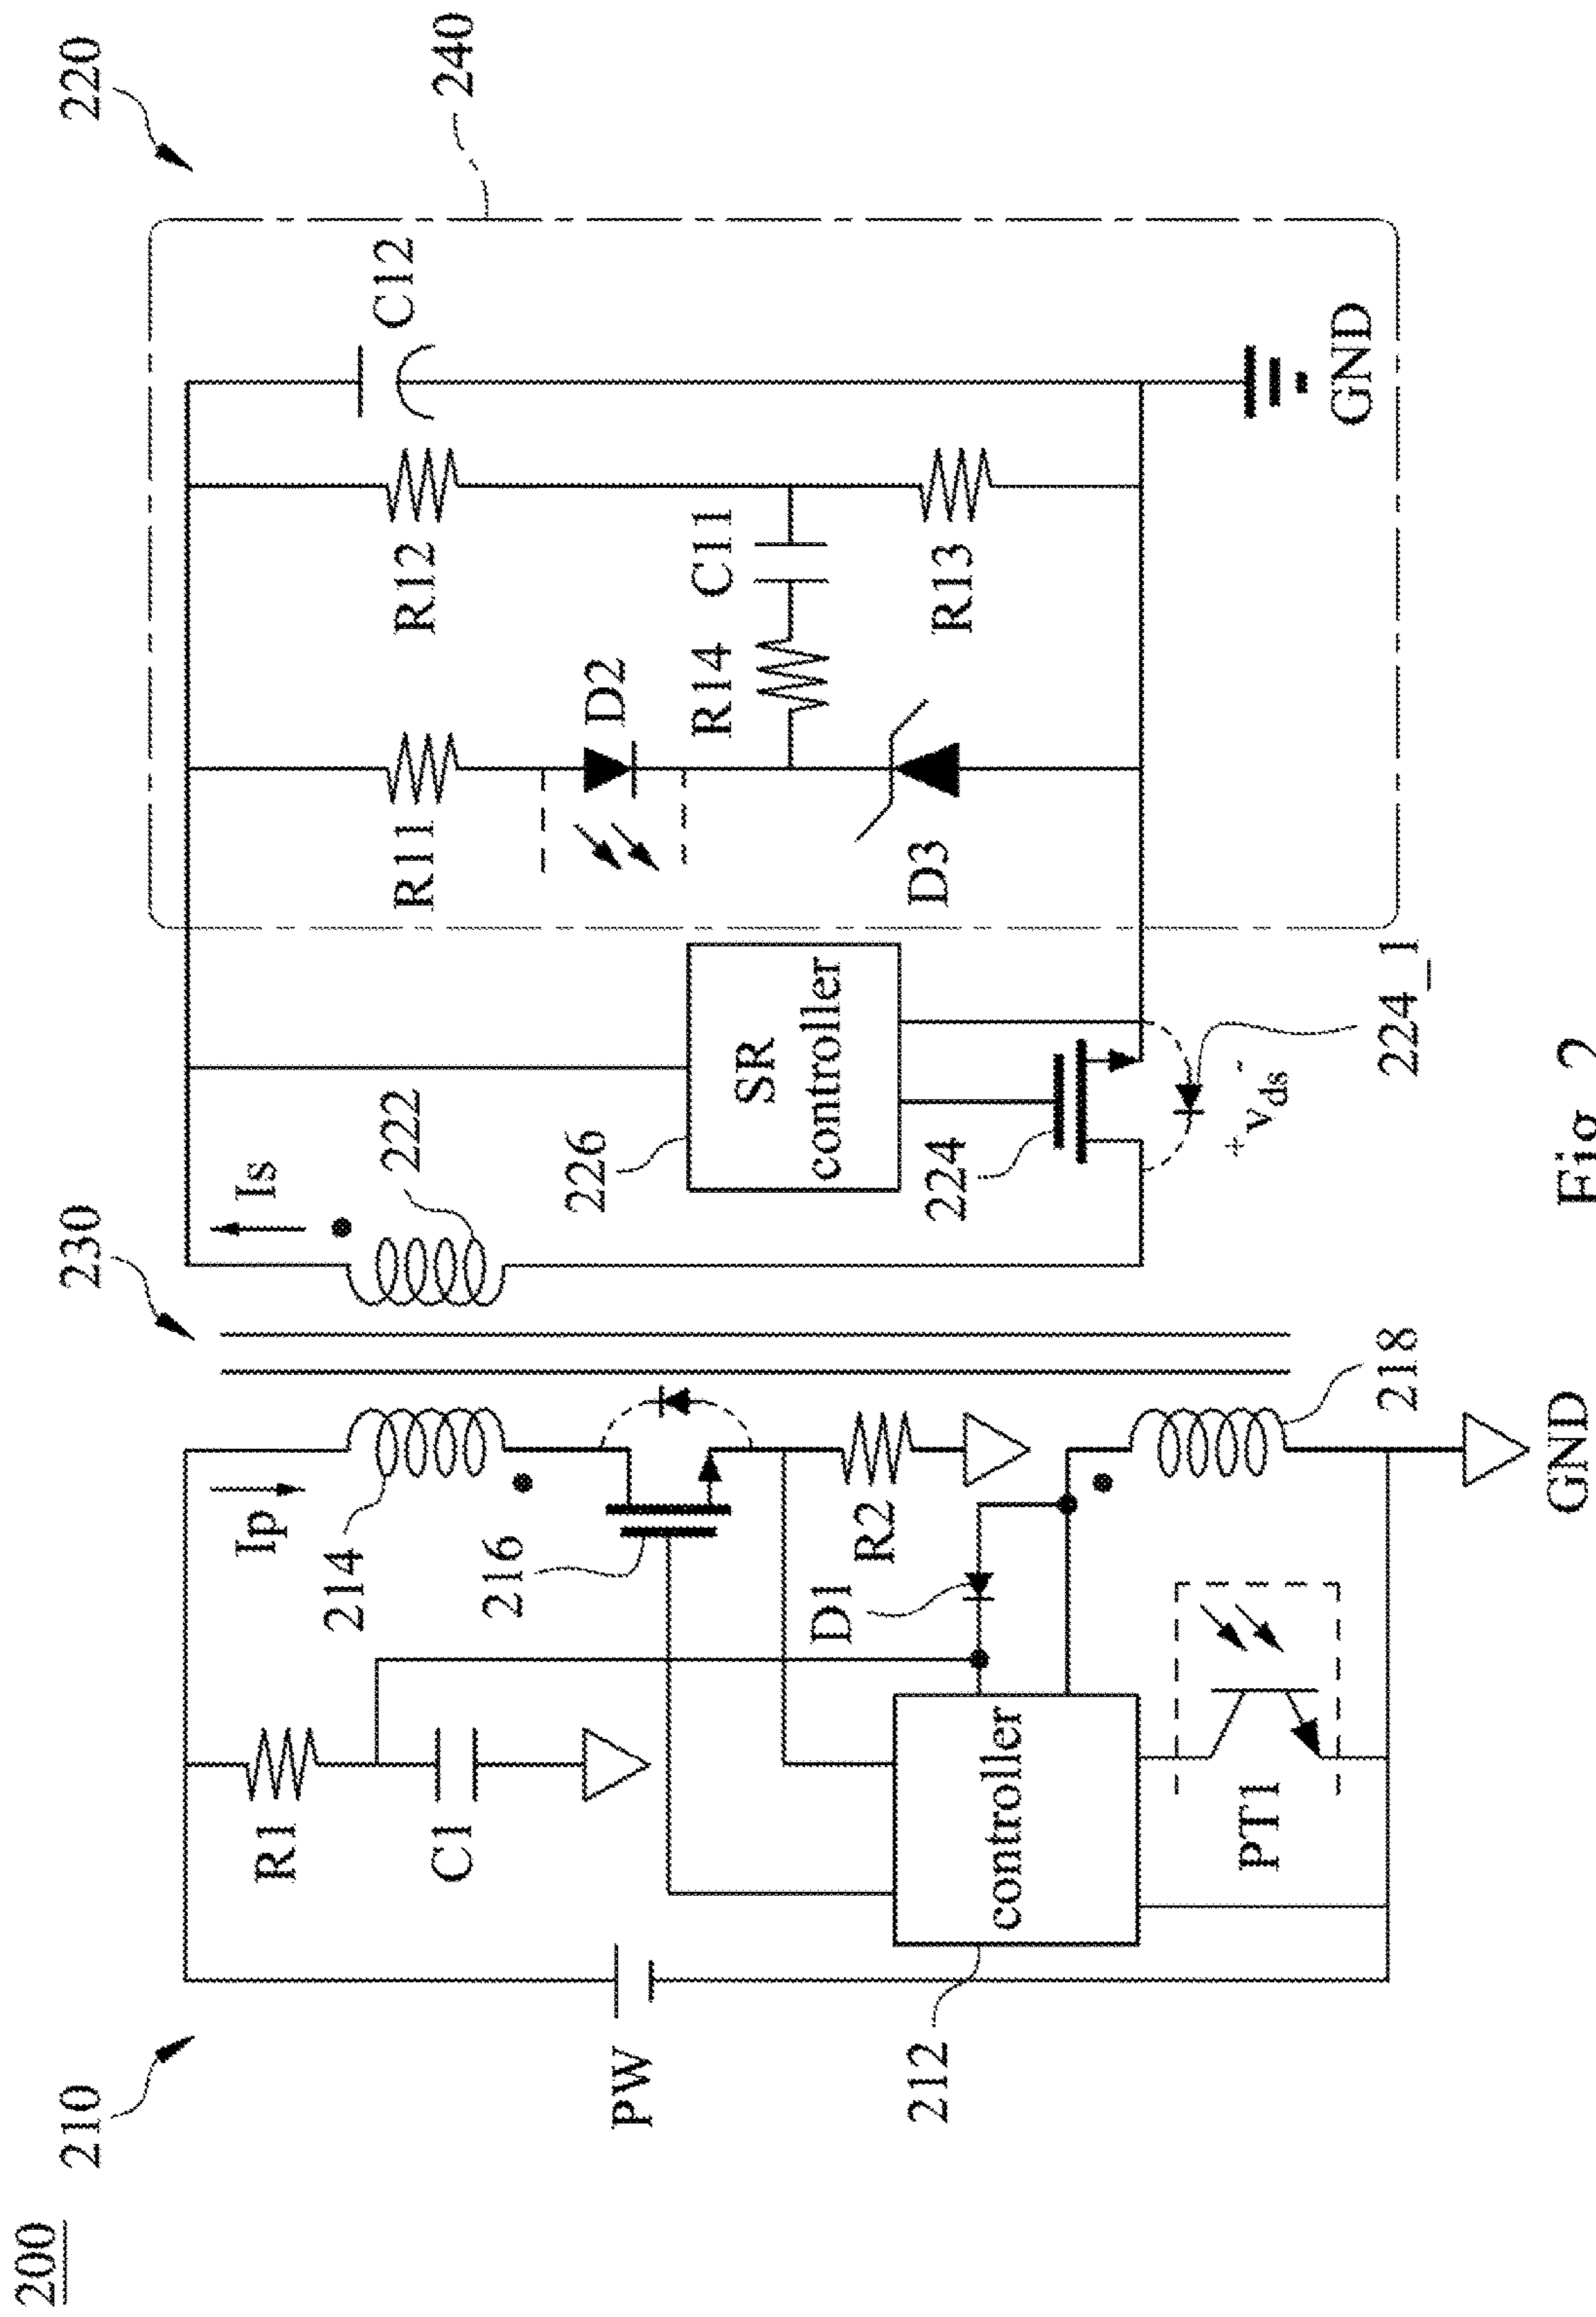 200
210
230
220
240
Ip
Is
R1
214
222
C1
216
R11
R12
C12
PW
226
SR
controller
D2
R14
C11
D1
R2
212
controller
224
D3
R13
PT1
218
+ vds -
224_1
GND
GND
Fig. 2